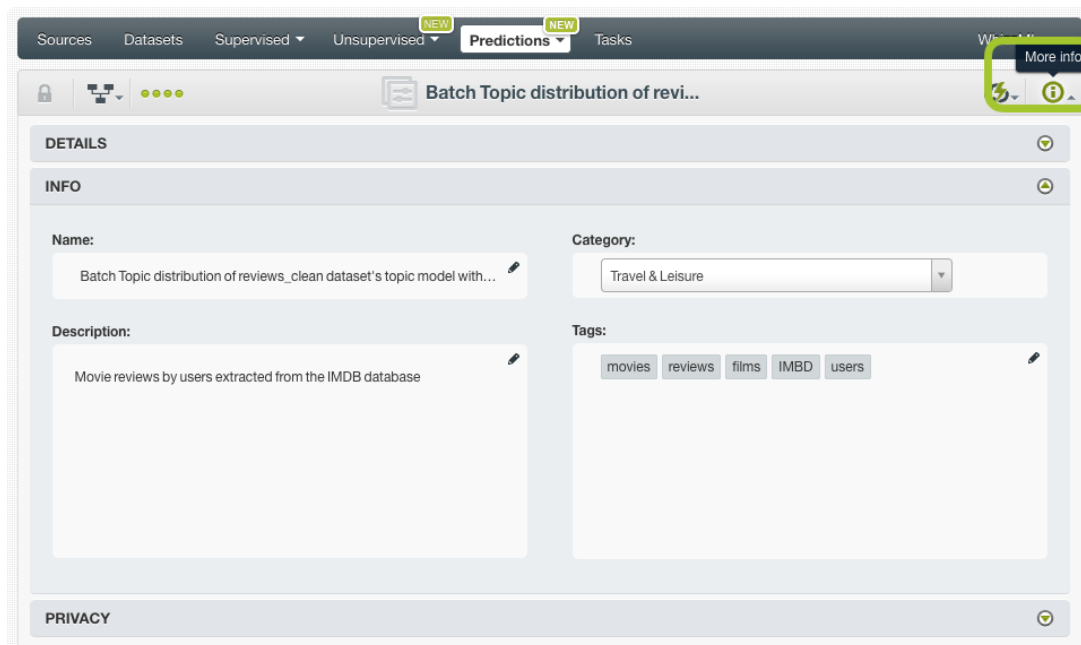 NEW
NEW
Sources Datasets Supervised Unsupervised Predictions Tasks
More info
Batch Topic distribution of revi...
DETAILS
INFO
Name:
Category:
Batch Topic distribution of reviews_clean dataset's topic model with...
Travel & Leisure
Description:
Tags:
Movie reviews by users extracted from the IMDB database
movies reviews films IMBD users
PRIVACY